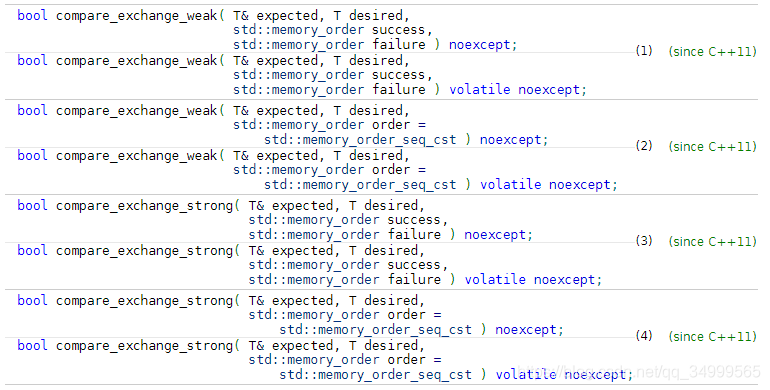 bool compare_exchange_weak( T& expected, T desired,
std::memory_order success,
std::memory_order failure ) noexcept;
(1) (since C++11)
bool compare_exchange_weak( T& expected, T desired,
std::memory_order success,
std::memory_order failure ) volatile noexcept;
bool compare_exchange_weak( T& expected, T desired,
std::memory_order order =
std::memory_order_seq_cst ) noexcept;
(2) (since C++11)
bool compare_exchange_weak( T& expected, T desired,
std::memory_order order =
std::memory_order_seq_cst ) volatile noexcept;
bool compare_exchange_strong( T& expected, T desired,
std::memory_order success,
std::memory_order failure ) noexcept;
(3) (since C++11)
bool compare_exchange_strong( T& expected, T desired,
std::memory_order success,
std::memory_order failure ) volatile noexcept;
bool compare_exchange_strong( T& expected, T desired,
std::memory_order order =
std::memory_order_seq_cst ) noexcept;
(4) (since C++11)
bool compare_exchange_strong( T& expected, T desired,
std::memory_order order =
std::memory_order_seq_cst ) volatile noexcept;